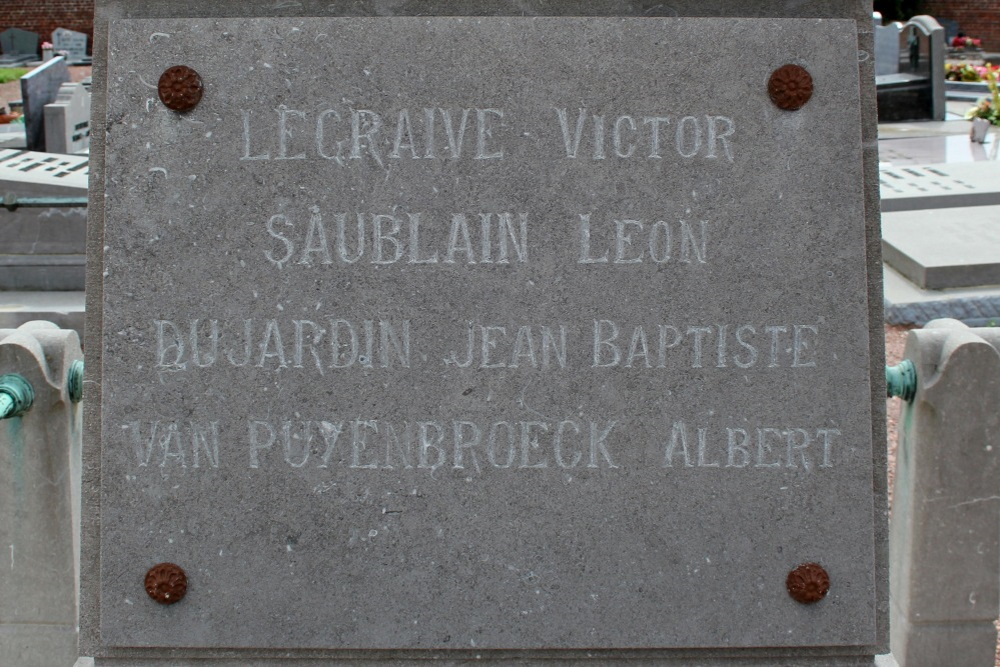 LEGRAIVE VICTOR
SAUBLAIN LEON
DUJARDIN JEAN BAPTISTE
VAN PUYENBROECK ALBERT